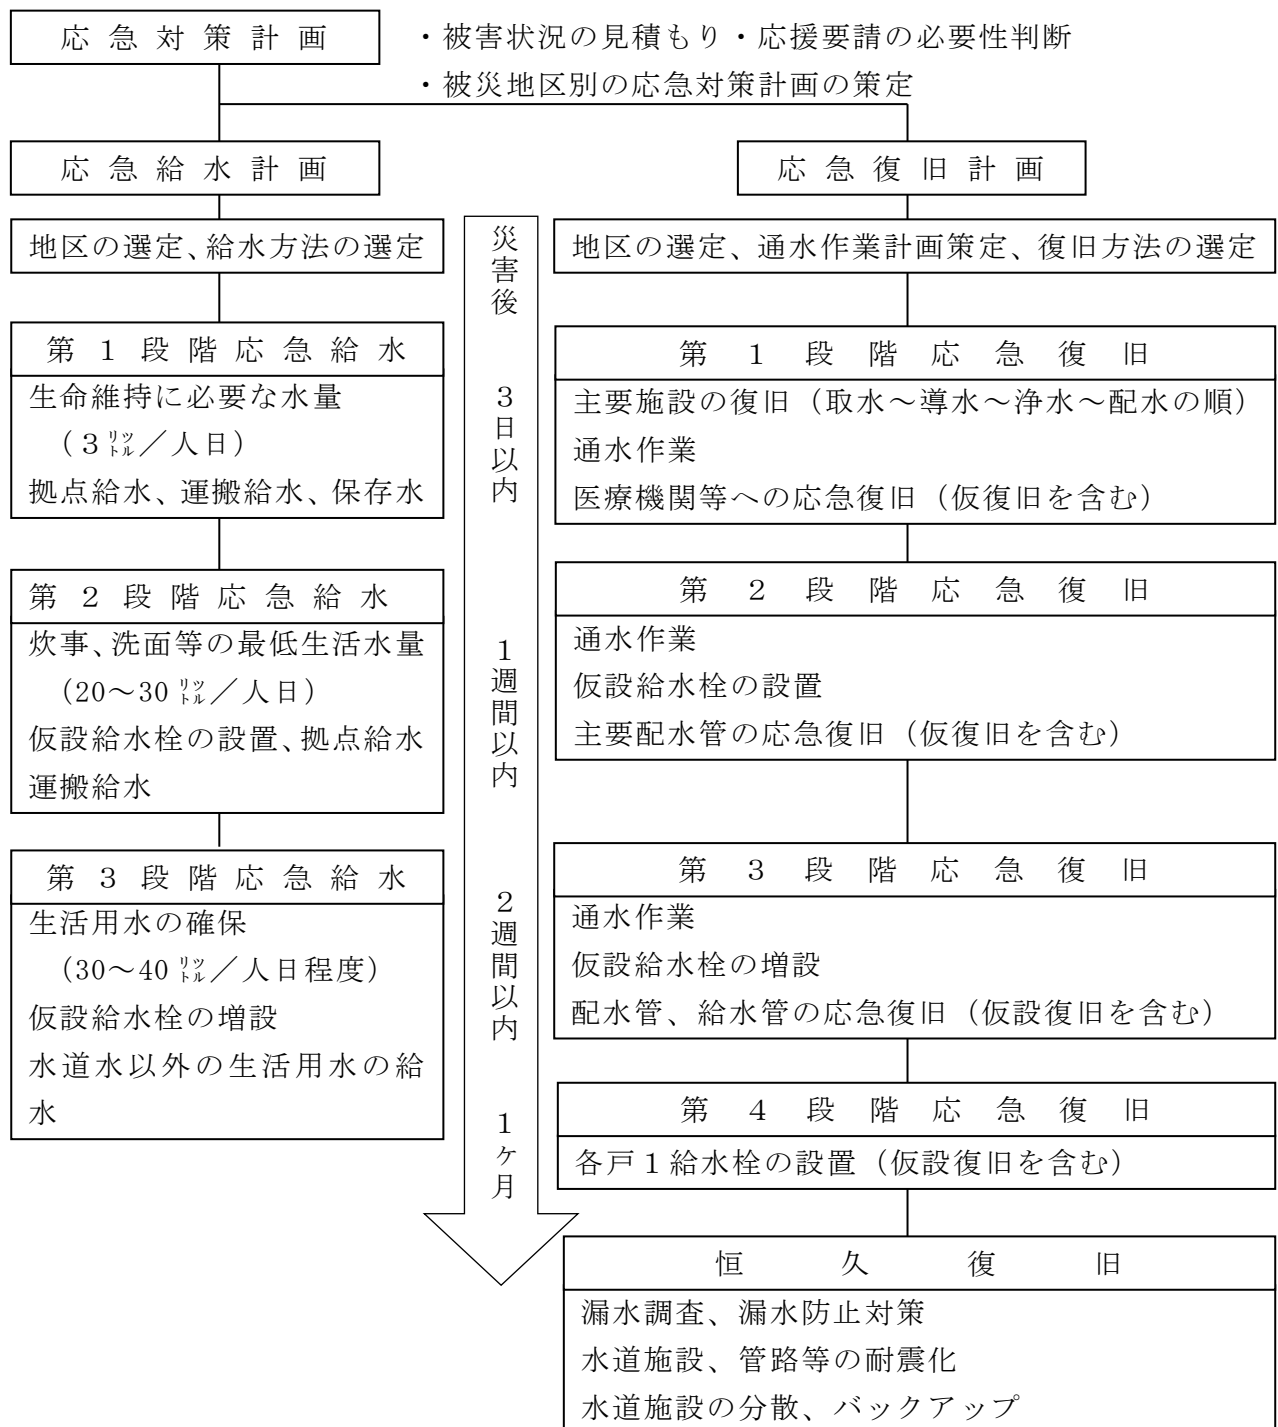 応急対策計画
・被害状況の見積もり・応援要請の必要性判断
・被災地区別の応急対策計画の策定
応急給水計画
地区の選定、給水方法の選定
第1段階応急給水
生命維持に必要な水量
（3㍑／人日）
拠点給水、運搬給水、保存水
第2段階応急給水
炊事、洗面等の最低生活水量
（20～30㍑／人日）
仮設給水栓の設置、拠点給水
運搬給水
第3段階応急給水
生活用水の確保
（30～40㍑／人日程度）
仮設給水栓の増設
水道水以外の生活用水の給
水
災害後
3日以内
1週間以内
2週間以内
1ヶ月
応急復旧計画
地区の選定、通水作業計画策定、復旧方法の選定
第1段階応急復旧
主要施設の復旧（取水～導水～浄水～配水の順）
通水作業
医療機関等への応急復旧（仮復旧を含む）
第2段階応急復旧
通水作業
仮設給水栓の設置
主要配水管の応急復旧（仮復旧を含む）
第3段階応急復旧
通水作業
仮設給水栓の増設
配水管、給水管の応急復旧（仮設復旧を含む）
第4段階応急復旧
各戸1給水栓の設置（仮設復旧を含む）
恒久復旧
漏水調査、漏水防止対策
水道施設、管路等の耐震化
水道施設の分散、バックアップ